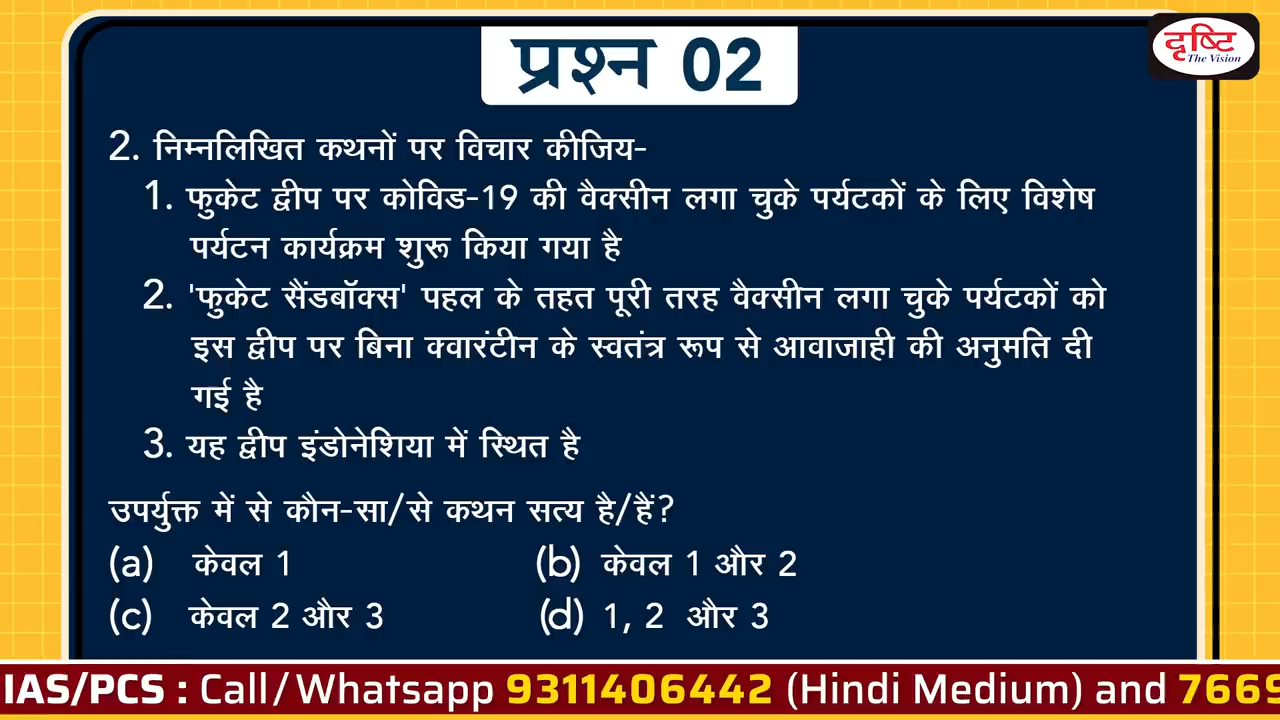 प्रश्न 02
दृष्टि
The Vision
2. निम्नलिखित कथनों पर विचार कीजिय-
1. फुकेट द्वीप पर कोविड-19 की वैक्सीन लगा चुके पर्यटकों के लिए विशेष
पर्यटन कार्यक्रम शुरू किया गया है
2. 'फुकेट सैंडबॉक्स' पहल के तहत पूरी तरह वैक्सीन लगा चुके पर्यटकों को
इस द्वीप पर बिना क्वारंटीन के स्वतंत्र रूप से आवाजाही की अनुमति दी
गई है
3. यह द्वीप इंडोनेशिया में स्थित है
उपर्युक्त में से कौन-सा/से कथन सत्य है/हैं?
(a) केवल 1 (b) केवल 1 और 2
(c) केवल 2 और 3 (d) 1, 2 और 3
IAS/PCS : Call/Whatsapp 9311406442 (Hindi Medium) and 7669